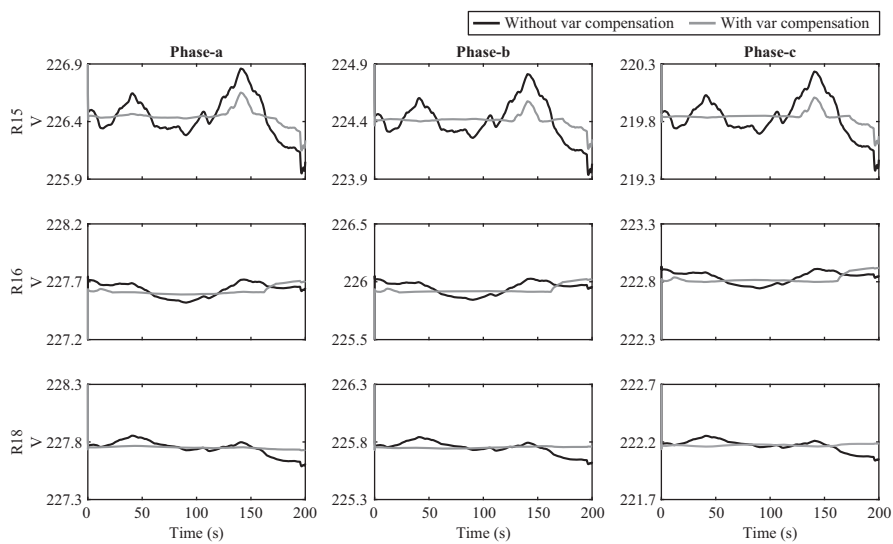 Without var compensation With var compensation
Phase-a Phase-b Phase-c
R15
V
226.9 226.4 225.9
224.9 224.4 223.9
220.3 219.8 219.3
R16
V
228.2 227.7 227.2
226.5 226 225.5
223.3 222.8 222.3
R18
V
228.3 227.8 227.3
226.3 225.8 225.3
222.7 222.2 221.7
0 50 100 150 200 0 50 100 150 200 0 50 100 150 200
Time (s) Time (s) Time (s)